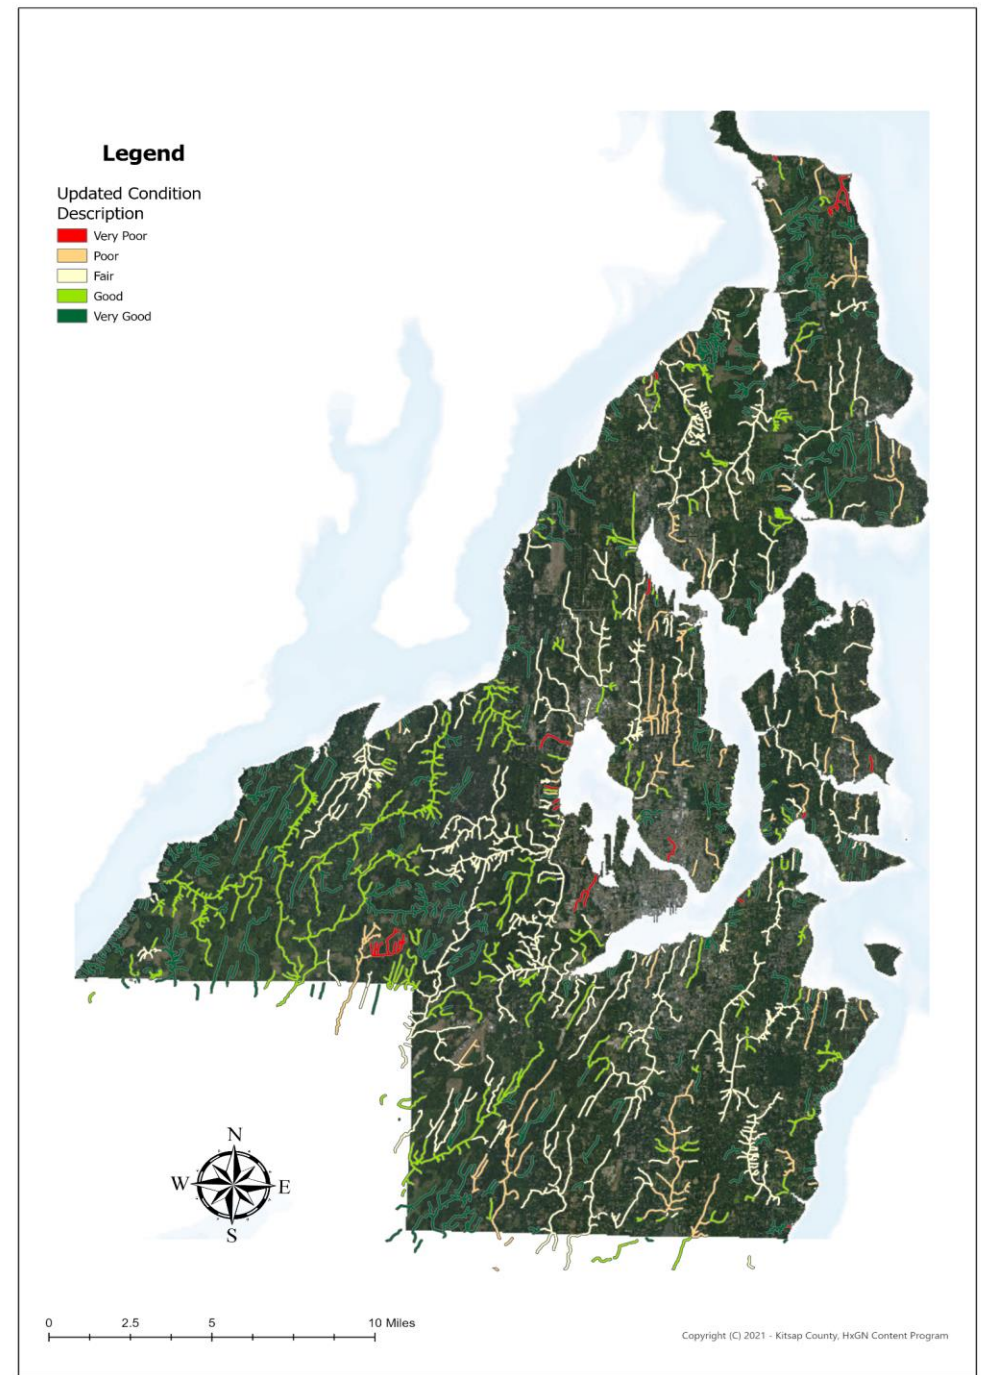 Legend
Updated Condition
Description
Very Poor
Poor
Fair
Good
Very Good
N
W E
S
0 2.5 5 10 Miles
Copyright (C) 2021 - Kitsap County, HxGN Content Program